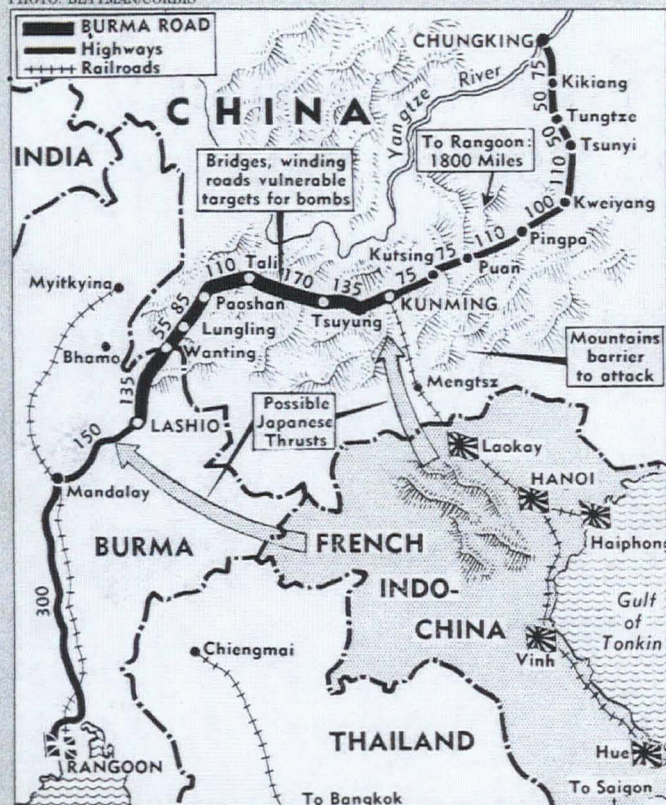 PHOTO: BETTMAN/CORBIS
BURMA ROAD
Highways
Railroads
CHUNGKING
75
Kikiang
50
Tungtze
50
Tsunyi
110
Kweiyang
100
Pingpa
110
Puan
75
Kutsing
75
KUNMING
Yangtze River
CHINA
INDIA
To Rangoon:
1800 Miles
Bridges, winding
roads vulnerable
targets for bombs
135
Tsuyung
170
Tali
110
Paoshan
85
Lungling
55
Wanting
135
LASHIO
150
Mandalay
Myitkyina
Bhamo
Mountains
barrier
to attack
Mengtsz
Possible
Japanese
Thrusts
Laokay
HANOI
Haiphong
BURMA
FRENCH
INDO-
CHINA
Gulf
of
Tonkin
300
Vinh
Chiengmai
THAILAND
Hue
RANGOON
To Bangkok
To Saigon